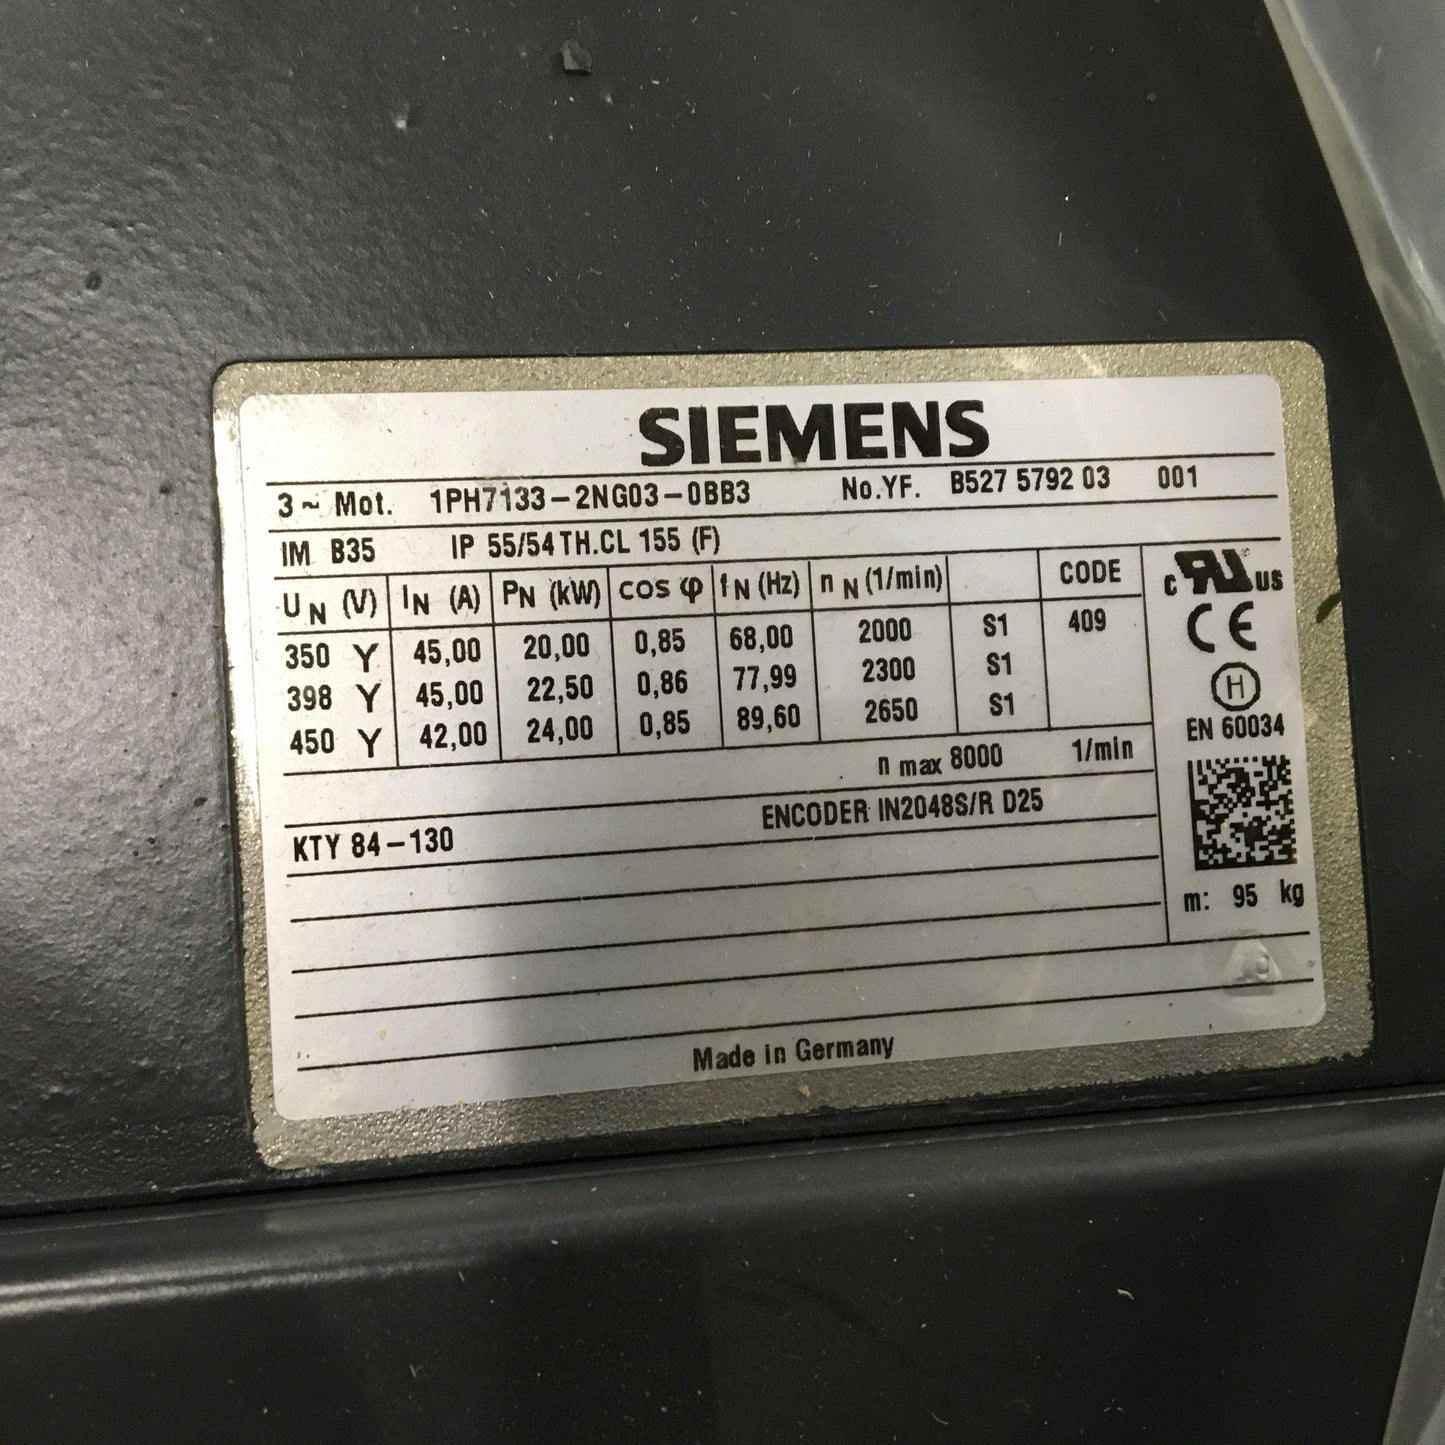 SIEMENS
3 ~ Mot. 1PH7133-2NG03-0BB3 No.YF. B527 5792 03 001
IM B35 IP 55/54 TH.CL 155 (F)
UN (V) IN (A) PN (kW) cos φ fN (Hz) nN (1/min) CODE
350 Y 45,00 20,00 0,85 68,00 2000 S1 409
398 Y 45,00 22,50 0,86 77,99 2300 S1
450 Y 42,00 24,00 0,85 89,60 2650 S1
n max 8000 1/min
KTY 84-130 ENCODER IN2048S/R D25
c RU US
CE
H
EN 60034
m: 95 kg
Made in Germany